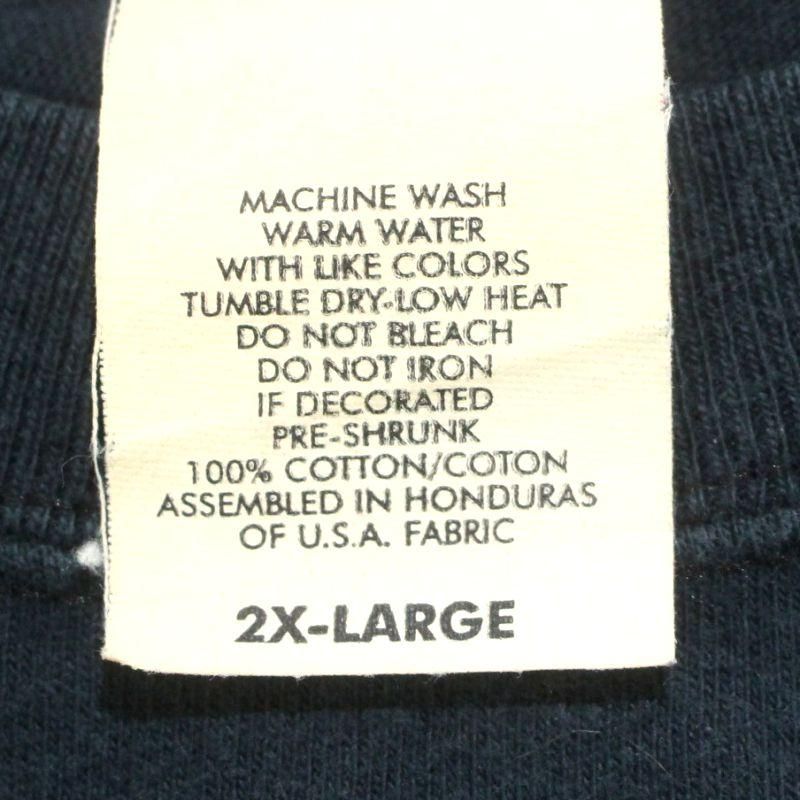 MACHINE WASH
WARM WATER
WITH LIKE COLORS
TUMBLE DRY-LOW HEAT
DO NOT BLEACH
DO NOT IRON
IF DECORATED
PRE-SHRUNK
100% COTTON/COTON
ASSEMBLED IN HONDURAS
OF U.S.A. FABRIC
2X-LARGE